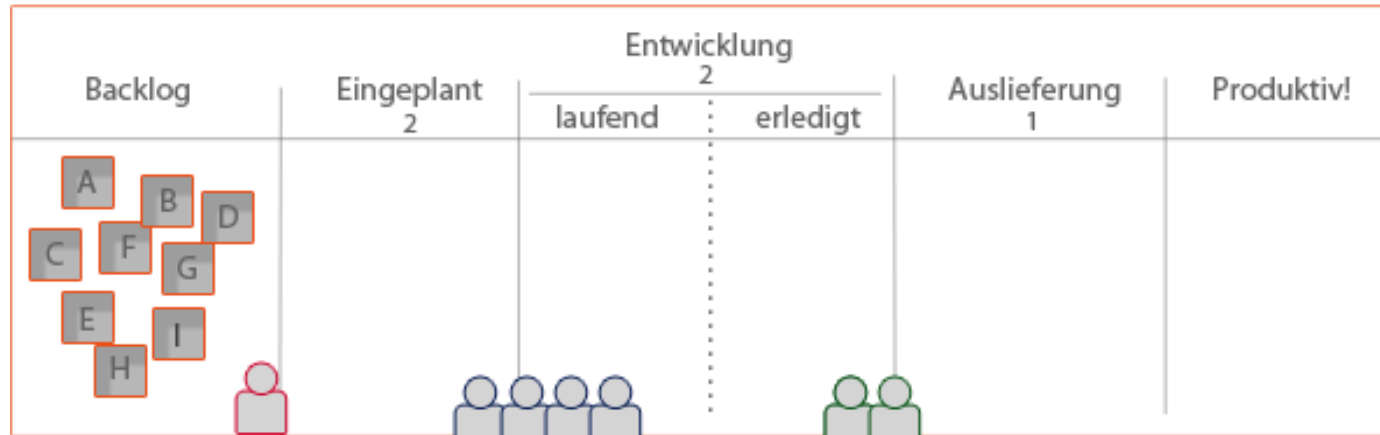 Entwicklung
2
Backlog
Eingeplant
2
laufend
erledigt
Auslieferung
1
Produktiv!
A
B
D
C
F
G
E
I
H